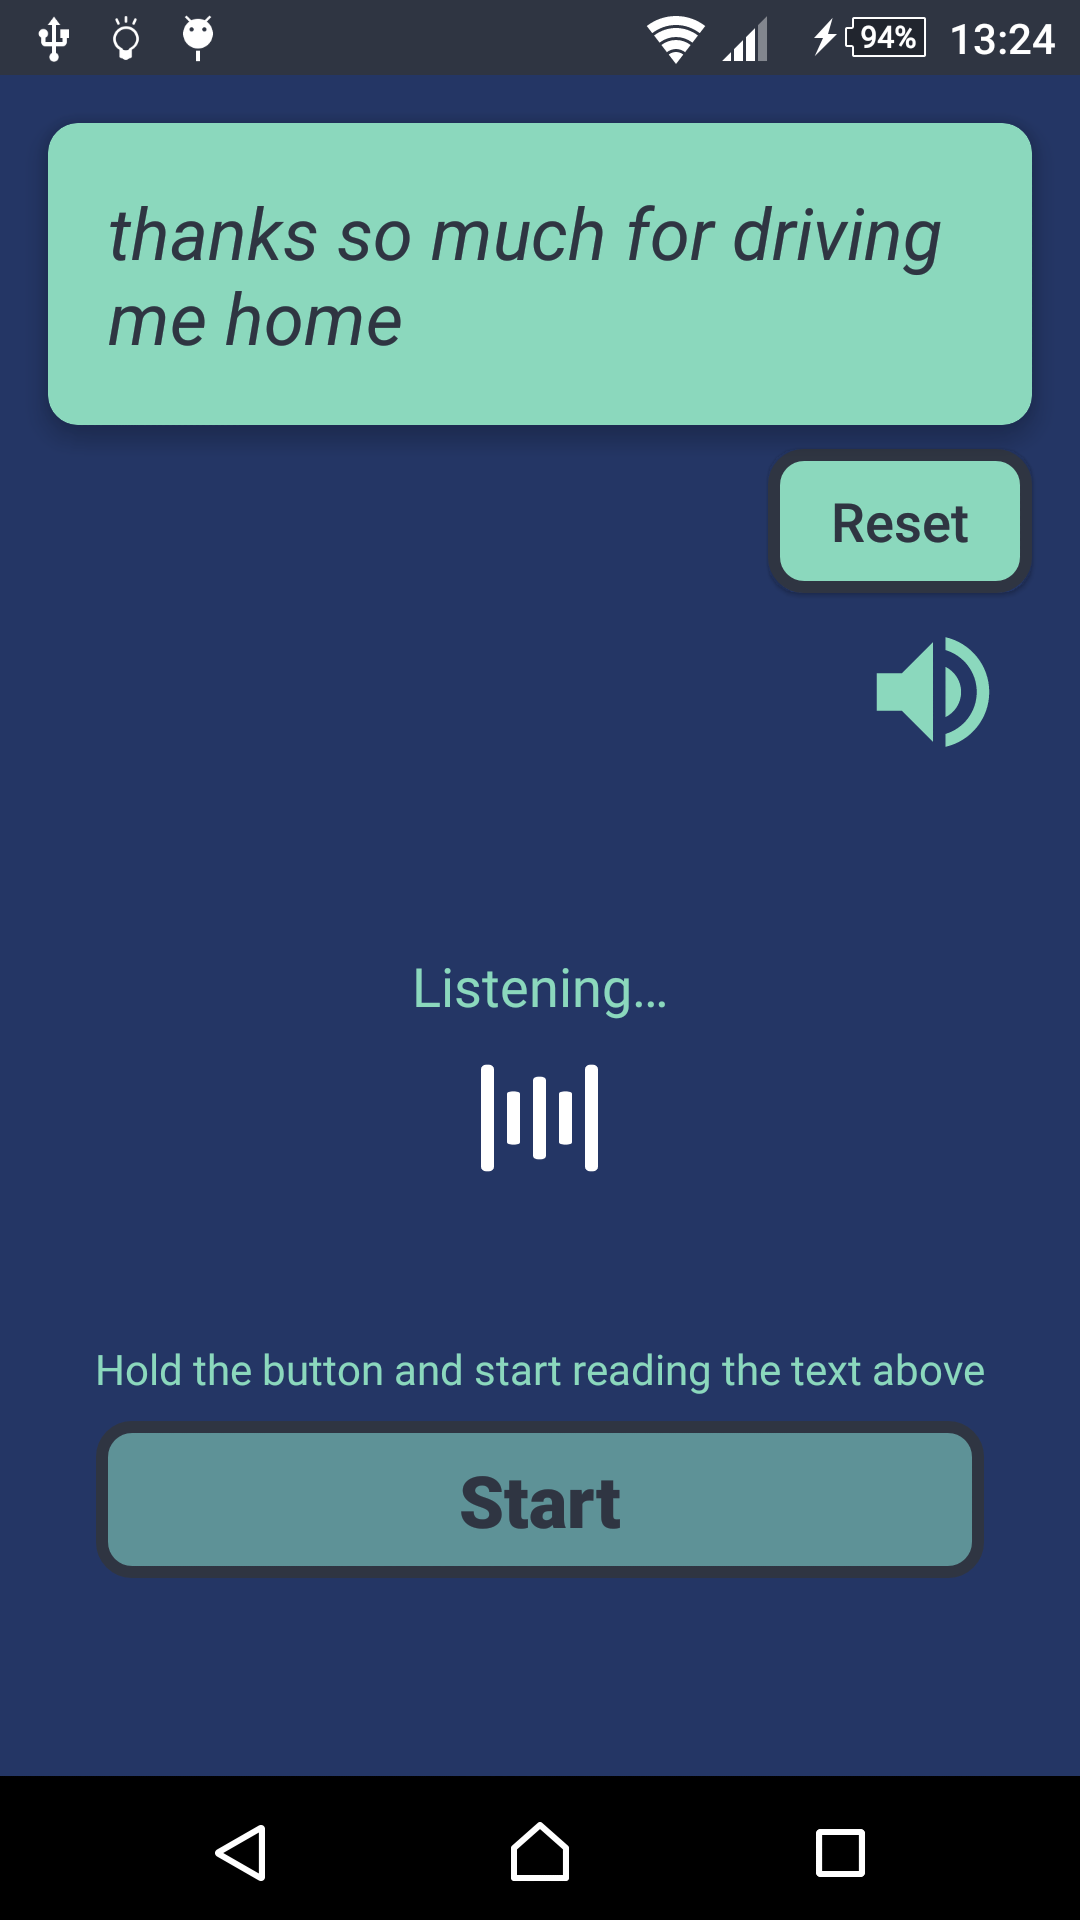 94% 13:24
thanks so much for driving
me home
Reset
Listening...
Hold the button and start reading the text above
Start